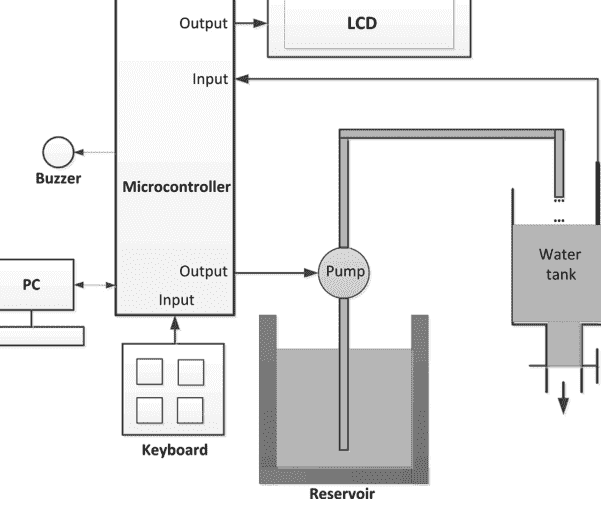 Output
LCD
Input
Buzzer
Microcontroller
Water
tank
Output
Pump
PC
Input
Keyboard
Reservoir